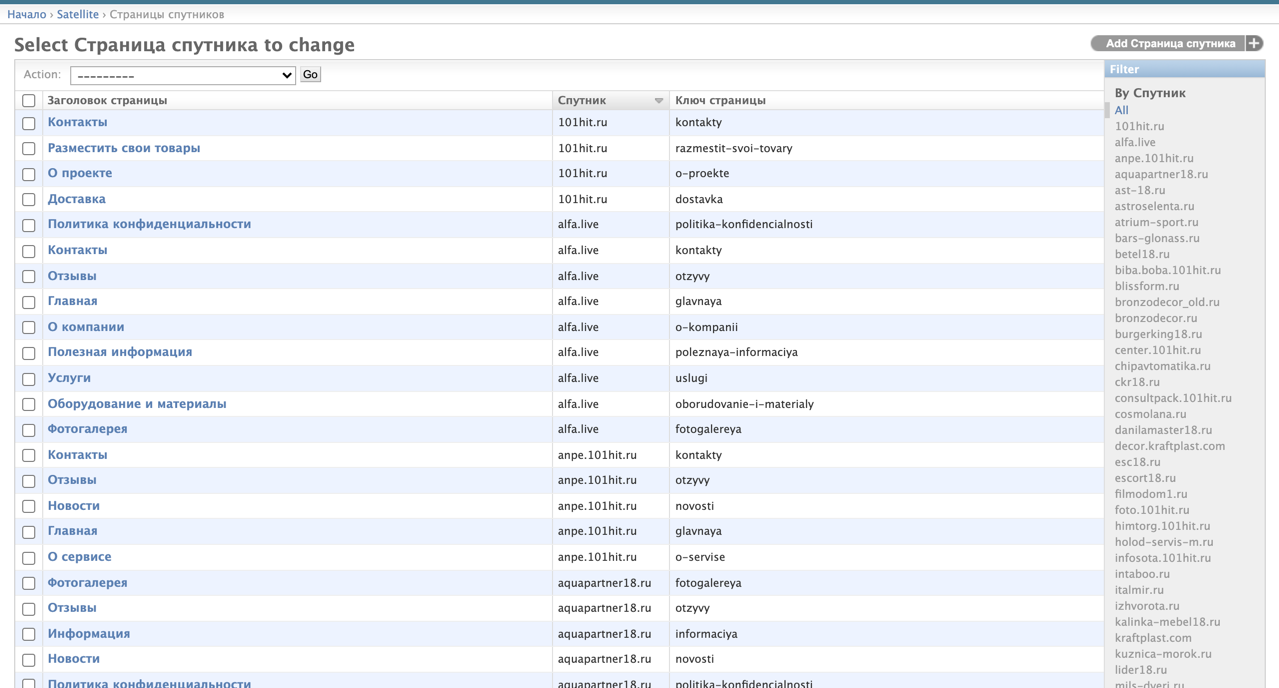 Начало › Satellite › Страницы спутников
Select Страница спутника to change
Add Страница спутника +
Action: --------- Go
Заголовок страницы Спутник Ключ страницы
Контакты 101hit.ru kontakty
Разместить свои товары 101hit.ru razmestit-svoi-tovary
О проекте 101hit.ru o-proekte
Доставка 101hit.ru dostavka
Политика конфиденциальности alfa.live politika-konfidencialnosti
Контакты alfa.live kontakty
Отзывы alfa.live otzyvy
Главная alfa.live glavnaya
О компании alfa.live o-kompanii
Полезная информация alfa.live poleznaya-informaciya
Услуги alfa.live uslugi
Оборудование и материалы alfa.live oborudovanie-i-materialy
Фотогалерея alfa.live fotogalereya
Контакты anpe.101hit.ru kontakty
Отзывы anpe.101hit.ru otzyvy
Новости anpe.101hit.ru novosti
Главная anpe.101hit.ru glavnaya
О сервисе anpe.101hit.ru o-servise
Фотогалерея aquapartner18.ru fotogalereya
Отзывы aquapartner18.ru otzyvy
Информация aquapartner18.ru informaciya
Новости aquapartner18.ru novosti
Политика конфиденциальности aquapartner18.ru politika-konfidencialnosti
Filter
By Спутник
All
101hit.ru
alfa.live
anpe.101hit.ru
aquapartner18.ru
ast-18.ru
astroselenta.ru
atrium-sport.ru
bars-glonass.ru
betel18.ru
biba.boba.101hit.ru
blissform.ru
bronzodecor_old.ru
bronzodecor.ru
burgerking18.ru
center.101hit.ru
chipavtomatika.ru
ckr18.ru
consultpack.101hit.ru
cosmolana.ru
danilamaster18.ru
decor.kraftplast.com
esc18.ru
escort18.ru
filmodom1.ru
foto.101hit.ru
himtorg.101hit.ru
holod-servis-m.ru
infosota.101hit.ru
intaboo.ru
italmir.ru
izhvorota.ru
kalinka-mebel18.ru
kraftplast.com
kuznica-morok.ru
lider18.ru
mils-dveri.ru